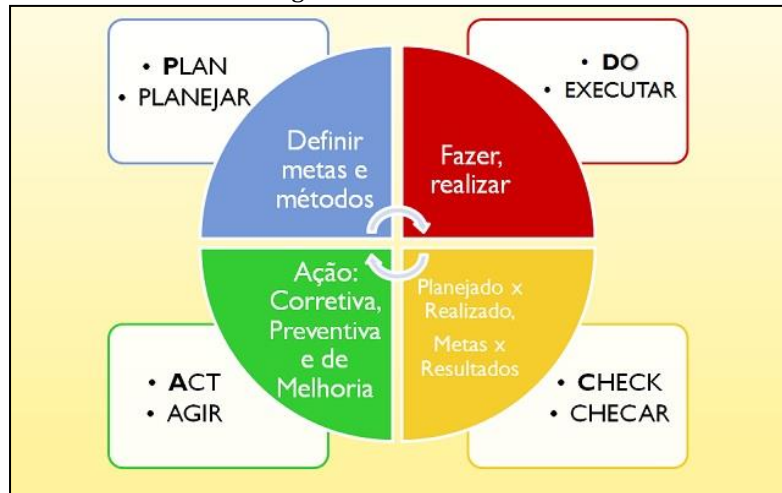 • PLAN
• PLANEJAR
• DO
• EXECUTAR
Definir
metas e
métodos
Fazer,
realizar
Ação:
Corretiva,
Preventiva
e de
Melhoria
Planejado x
Realizado,
Metas x
Resultados
• ACT
• AGIR
• CHECK
• CHECAR